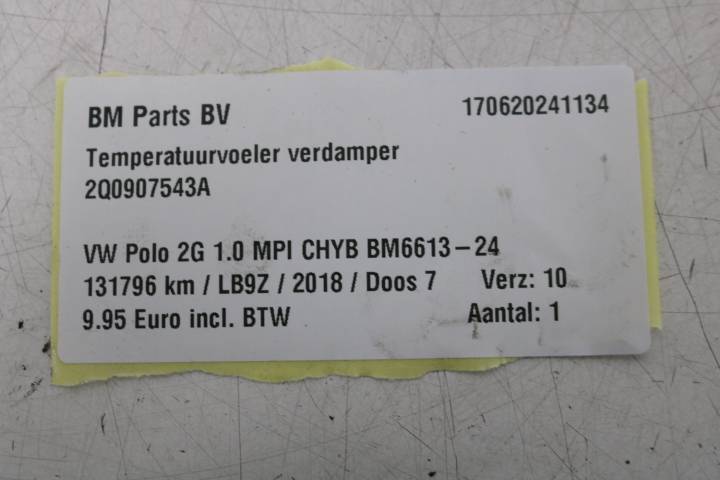 BM Parts BV 170620241134
Temperatuurvoeler verdamper
2Q0907543A
VW Polo 2G 1.0 MPI CHYB BM6613-24
131796 km / LB9Z / 2018 / Doos 7 Verz: 10
9.95 Euro incl. BTW Aantal: 1